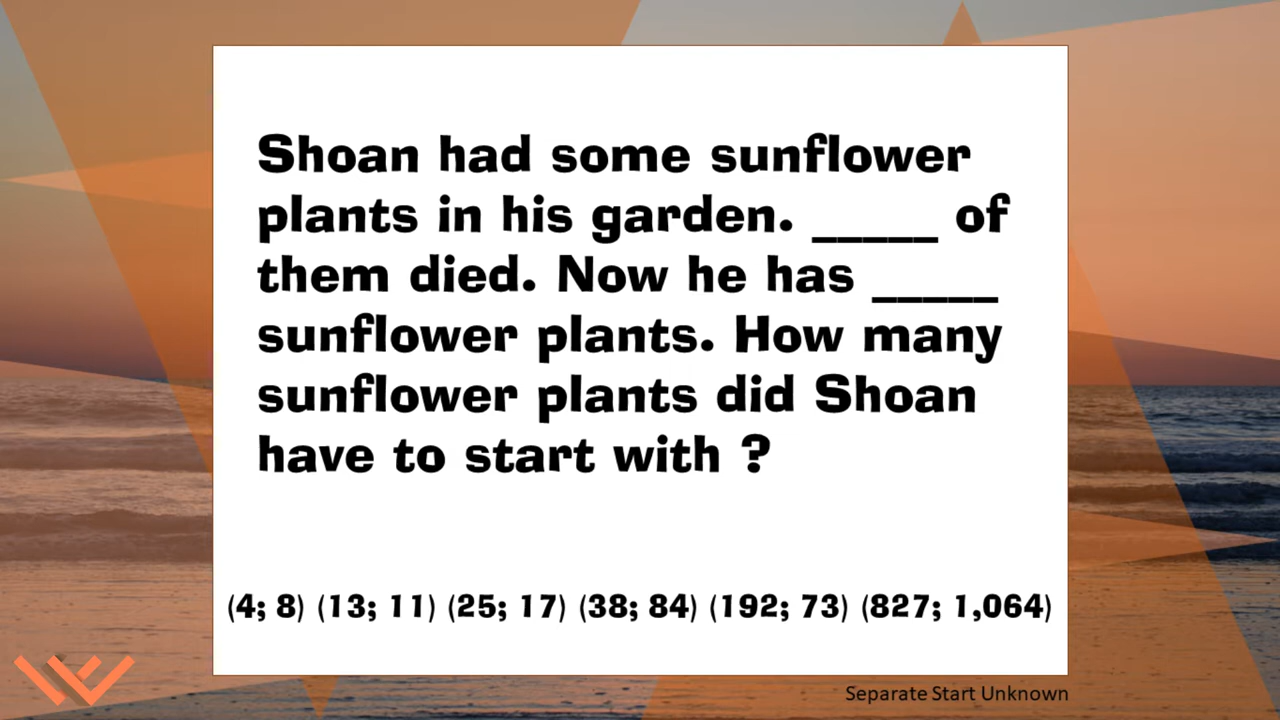 Shoan had some sunflower
plants in his garden. _____ of
them died. Now he has _____
sunflower plants. How many
sunflower plants did Shoan
have to start with ?
(4; 8) (13; 11) (25; 17) (38; 84) (192; 73) (827; 1,064)
Separate Start Unknown